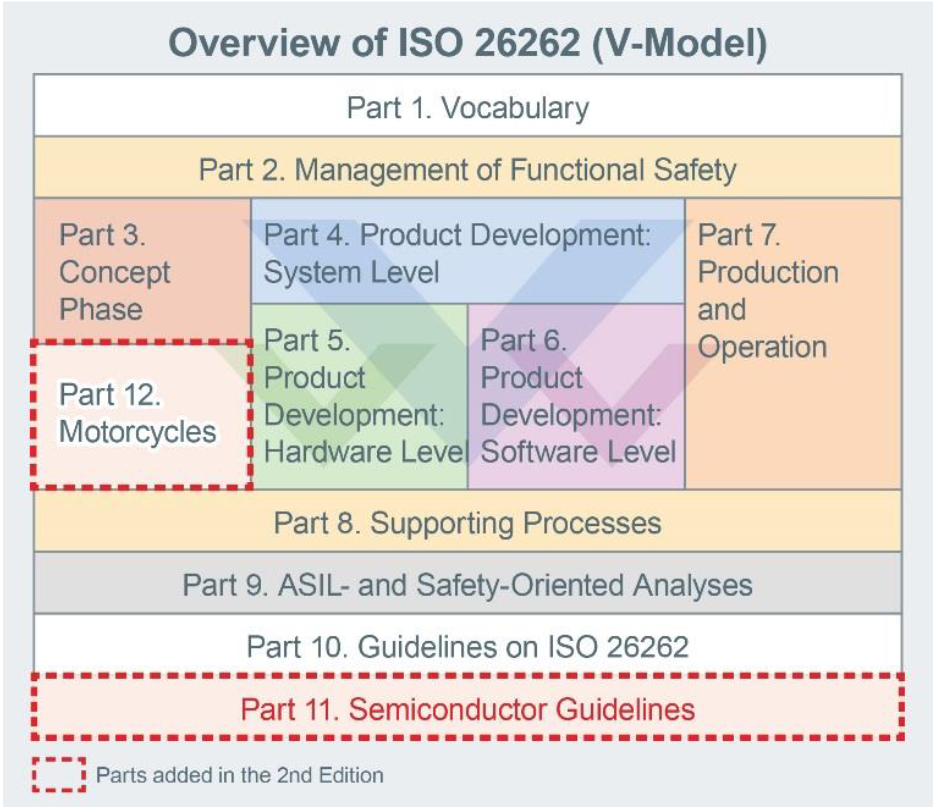 Overview of ISO 26262 (V-Model)
Part 1. Vocabulary
Part 2. Management of Functional Safety
Part 3.
Concept
Phase
Part 12.
Motorcycles
Part 4. Product Development:
System Level
Part 5.
Product
Development:
Hardware Level
Part 6.
Product
Development:
Software Level
Part 7.
Production
and
Operation
Part 8. Supporting Processes
Part 9. ASIL- and Safety-Oriented Analyses
Part 10. Guidelines on ISO 26262
Part 11. Semiconductor Guidelines
Parts added in the 2nd Edition